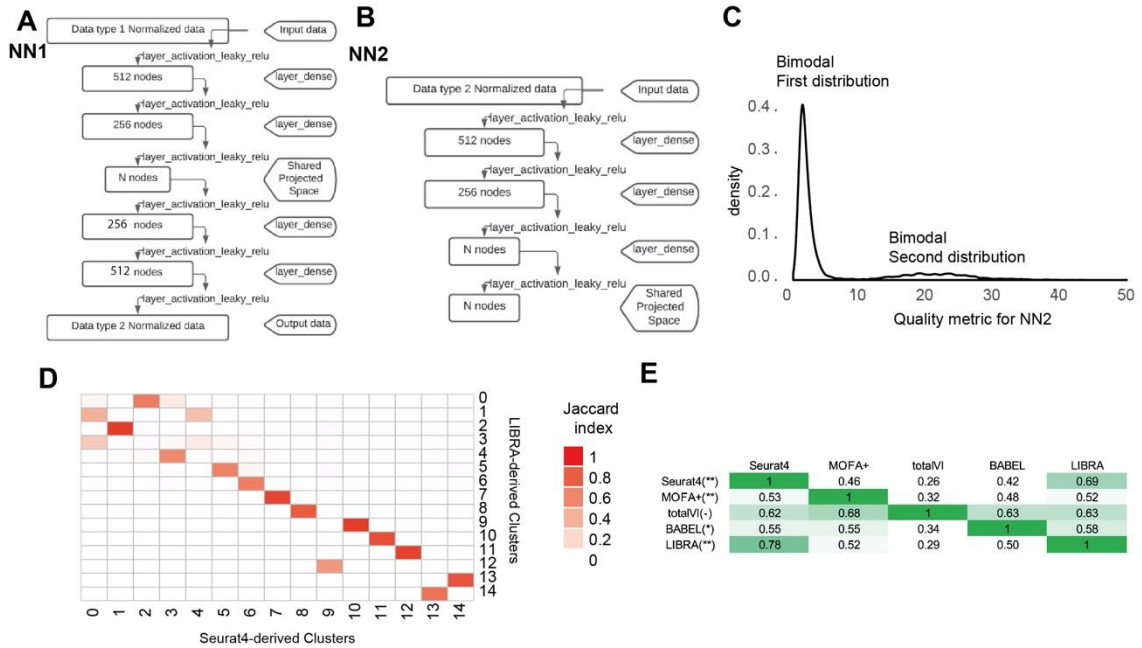 A
NN1
Data type 1 Normalized data
Input data
layer_activation_leaky_relu
512 nodes
layer_dense
layer_activation_leaky_relu
256 nodes
layer_dense
layer_activation_leaky_relu
N nodes
Shared
Projected
Space
layer_activation_leaky_relu
256 nodes
layer_dense
layer_activation_leaky_relu
512 nodes
layer_dense
layer_activation_leaky_relu
Data type 2 Normalized data
Output data
B
NN2
Data type 2 Normalized data
Input data
layer_activation_leaky_relu
512 nodes
layer_dense
layer_activation_leaky_relu
256 nodes
layer_dense
layer_activation_leaky_relu
N nodes
layer_dense
layer_activation_leaky_relu
N nodes
Shared
Projected
Space
C
Bimodal
First distribution
0.4
0.3
0.2
0.1
0.0
density
Bimodal
Second distribution
0 10 20 30 40 50
Quality metric for NN2
D
0
1
2
3
4
5
6
7
8
9
10
11
12
13
14
LIBRA-derived Clusters
0 1 2 3 4 5 6 7 8 9 10 11 12 13 14
Seurat4-derived Clusters
Jaccard
index
1
0.8
0.6
0.4
0.2
0
E
Seurat4 MOFA+ totalVI BABEL LIBRA
Seurat4(**) 1 0.46 0.26 0.42 0.69
MOFA+(**) 0.53 1 0.32 0.48 0.52
totalVI(-) 0.62 0.68 1 0.63 0.63
BABEL(*) 0.55 0.55 0.34 1 0.58
LIBRA(**) 0.78 0.52 0.29 0.50 1